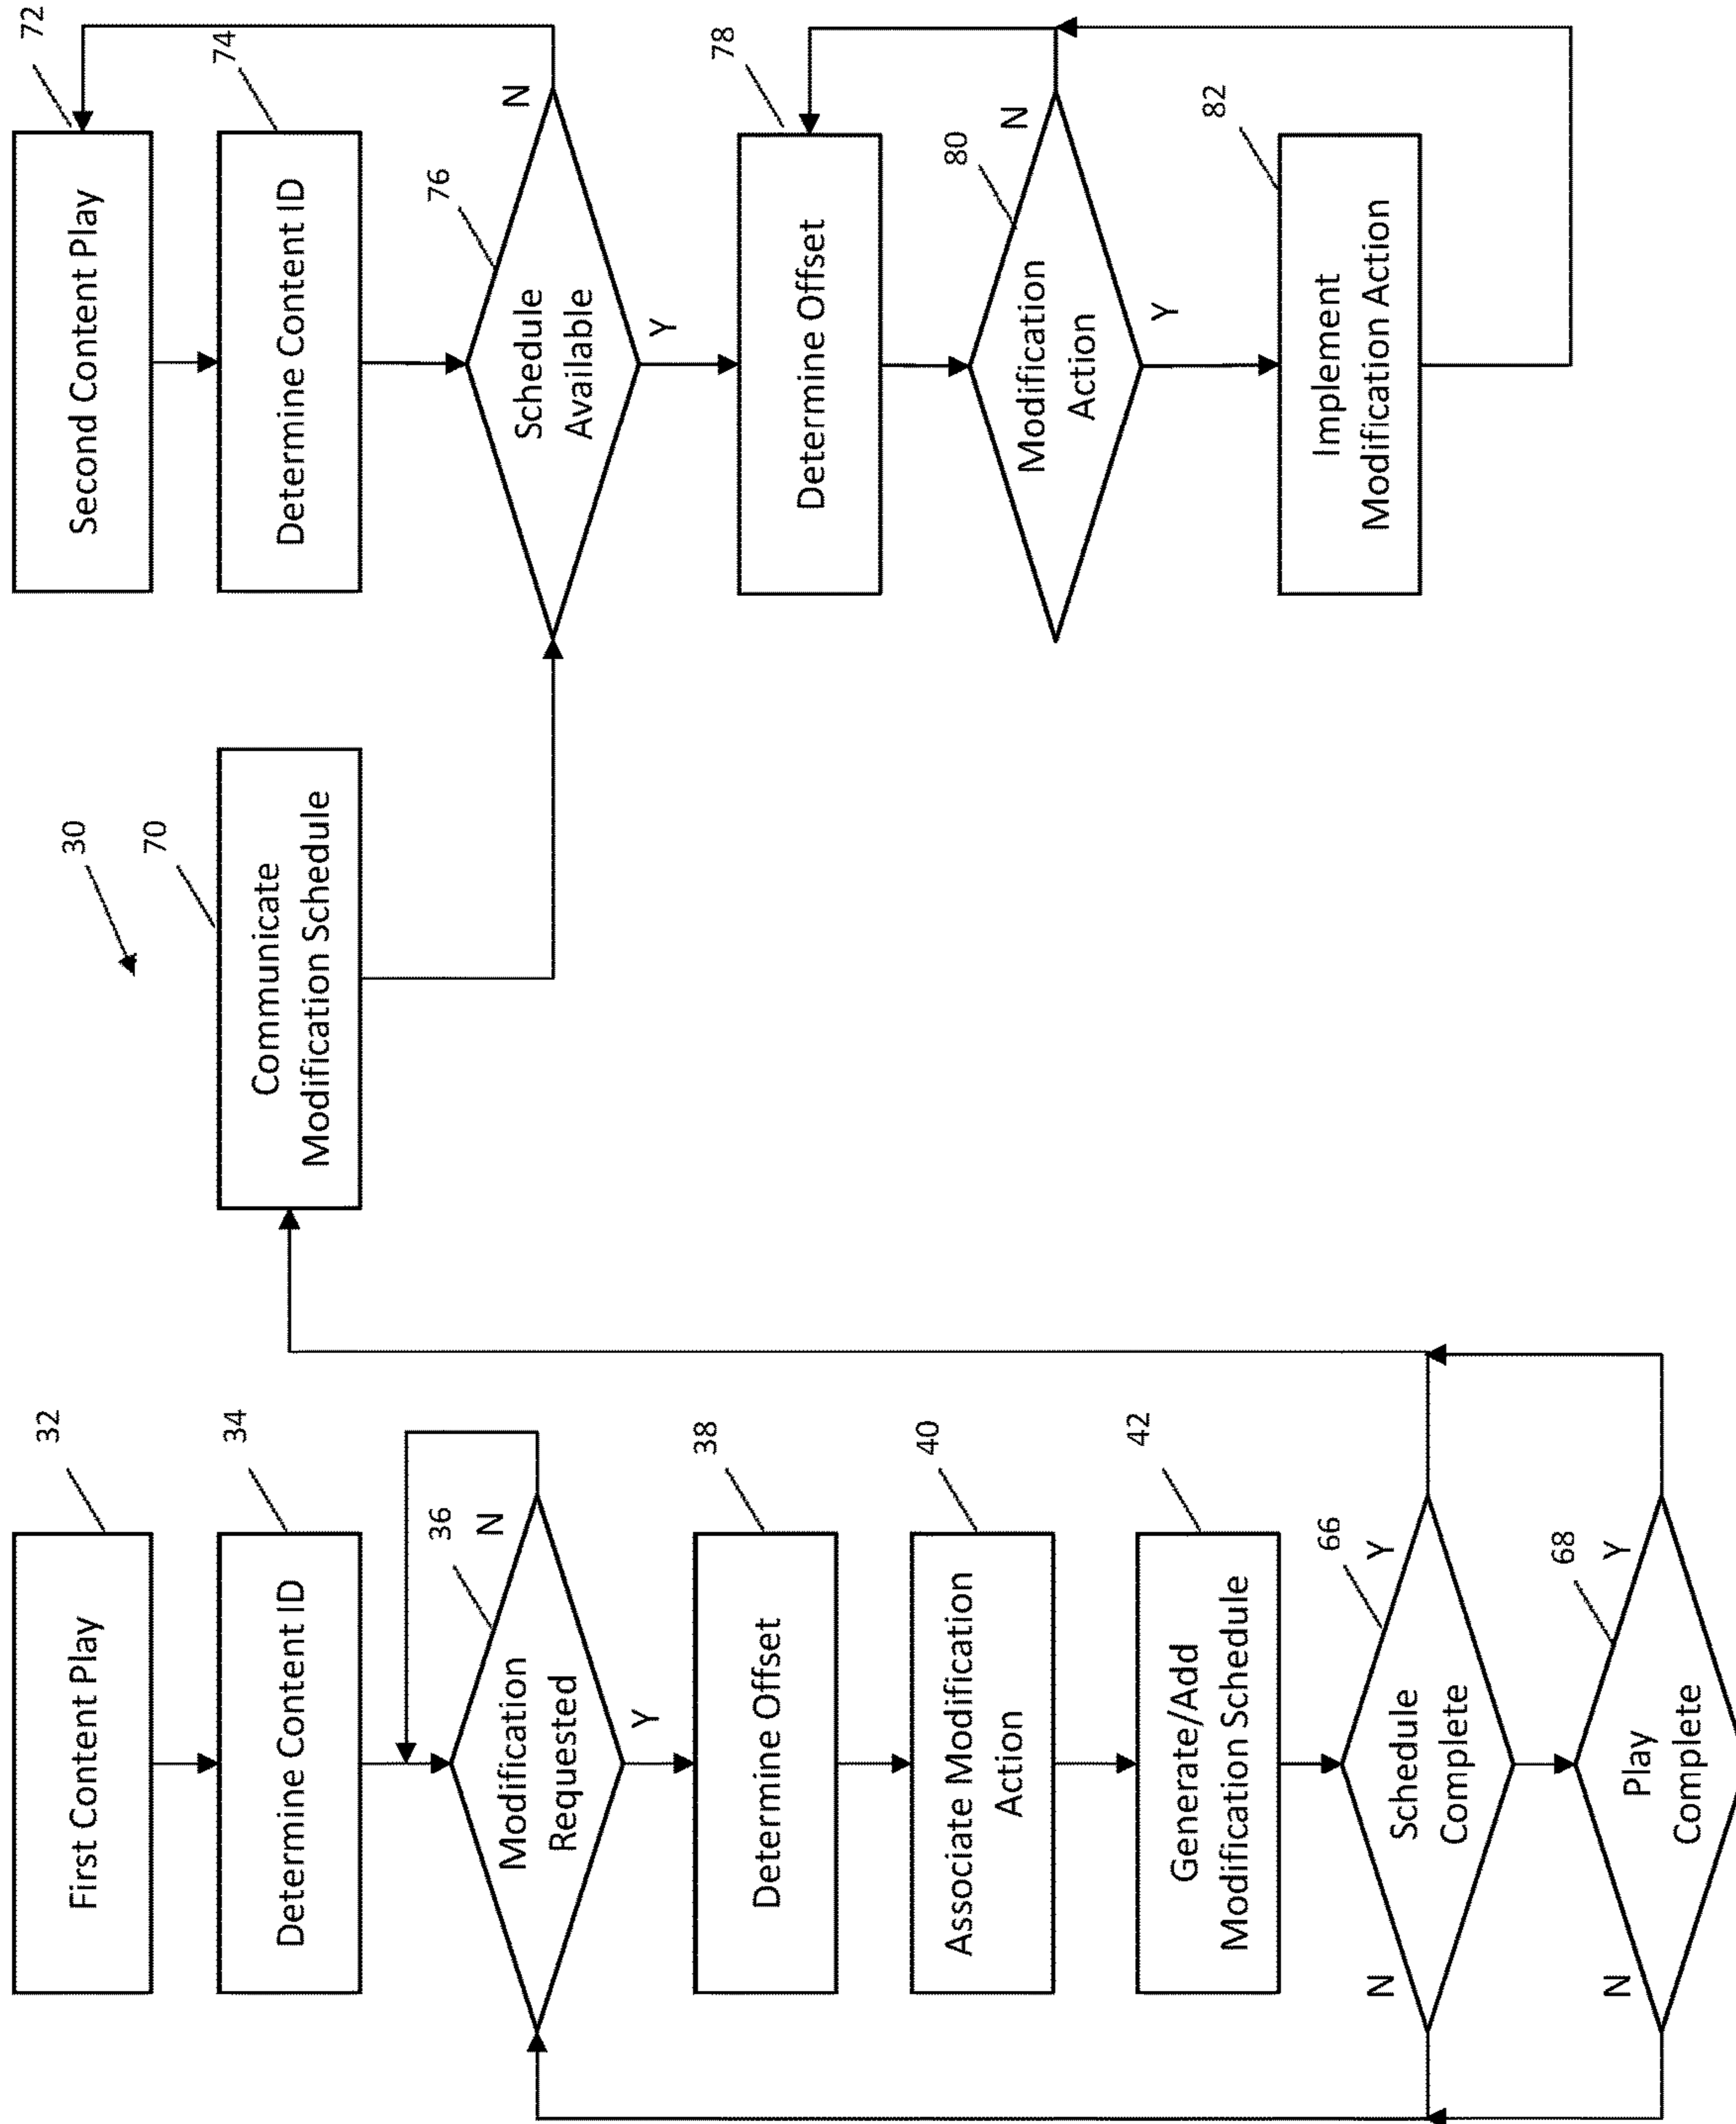 30
32
First Content Play
34
Determine Content ID
36
N
Modification
Requested
Y
38
Determine Offset
40
Associate Modification
Action
42
Generate/Add
Modification Schedule
66
N
Y
Schedule
Complete
68
N
Y
Play
Complete
70
Communicate
Modification Schedule
72
Second Content Play
74
Determine Content ID
76
N
Schedule
Available
Y
78
Determine Offset
80
N
Modification
Action
Y
82
Implement
Modification Action